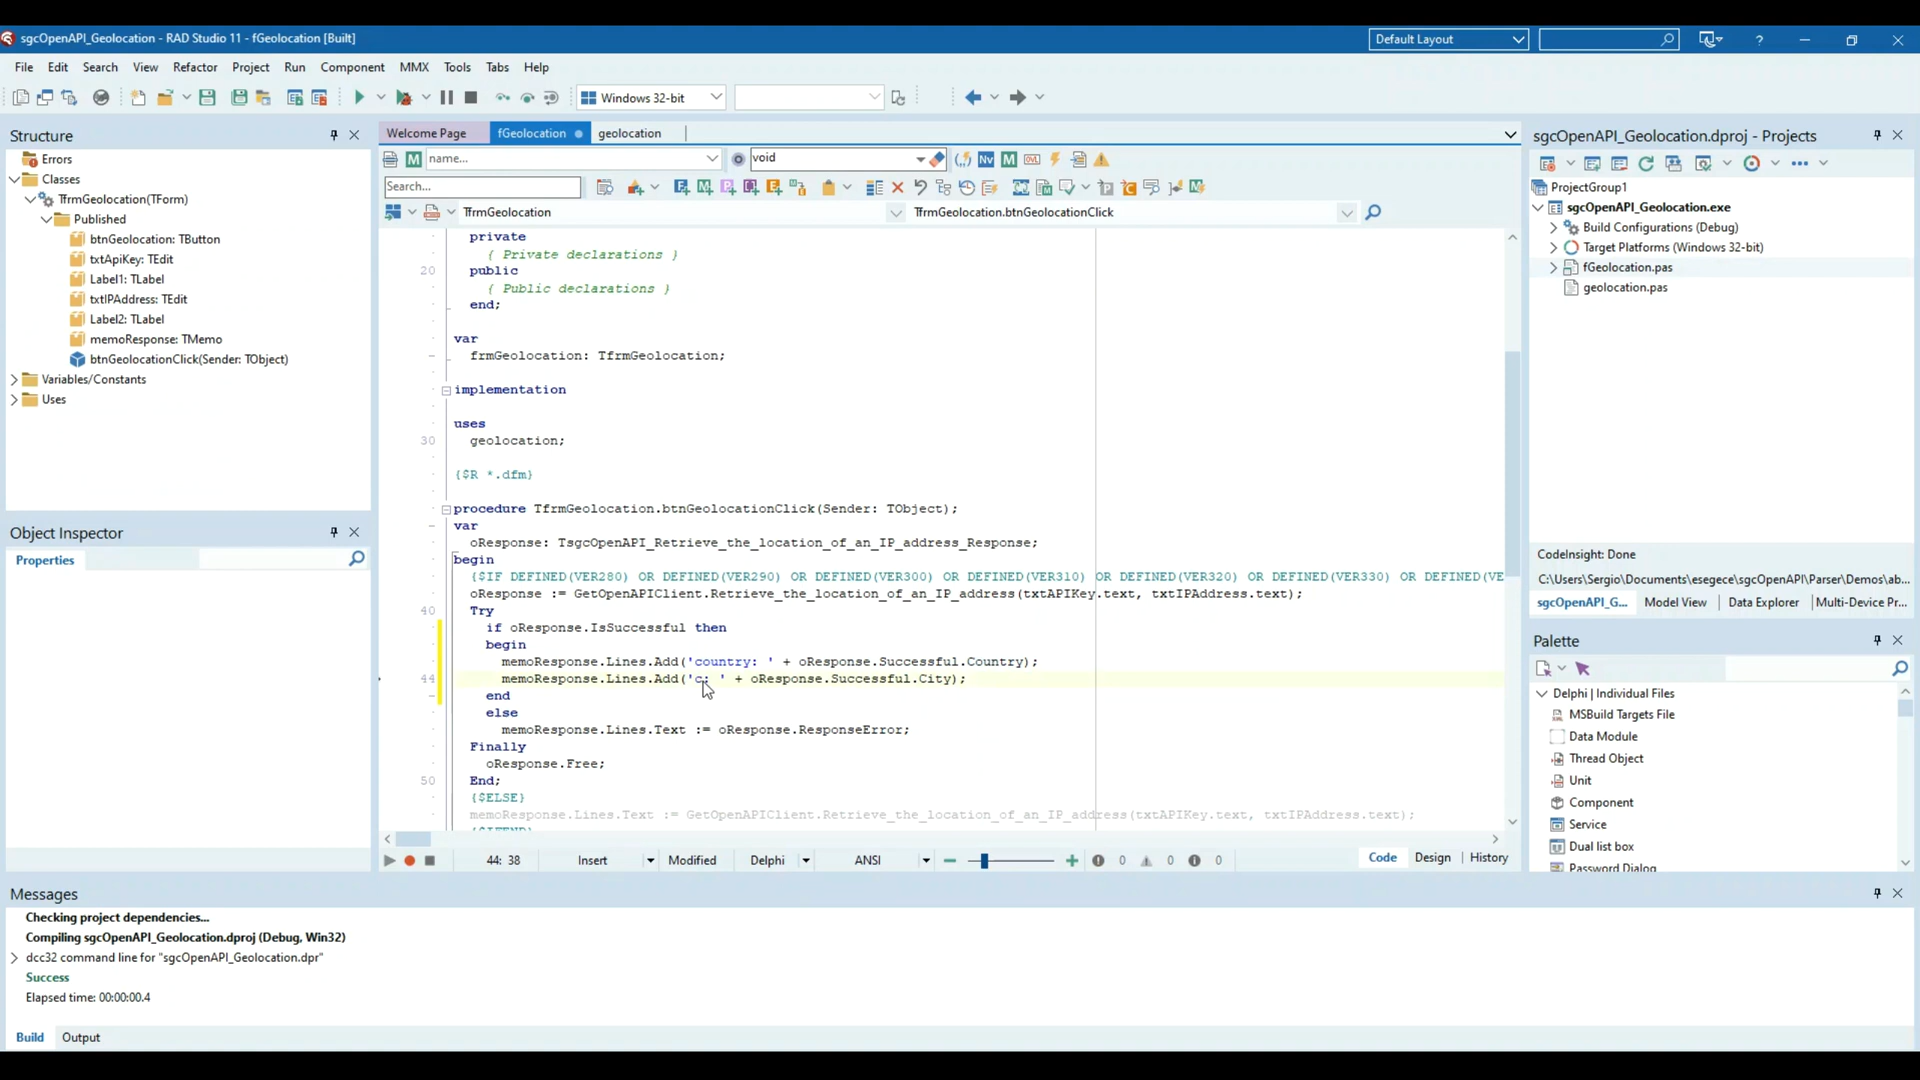 sgcOpenAPI_Geolocation - RAD Studio 11 - fGeolocation [Built]
Default Layout
File Edit Search View Refactor Project Run Component MMX Tools Tabs Help
Windows 32-bit
Structure
Errors
Classes
TfrmGeolocation(TForm)
Published
btnGeolocation: TButton
txtApiKey: TEdit
Label1: TLabel
txtIPAddress: TEdit
Label2: TLabel
memoResponse: TMemo
btnGeolocationClick(Sender: TObject)
Variables/Constants
Uses
Object Inspector
Properties
Welcome Page fGeolocation geolocation
name... void
Search...
TfrmGeolocation TfrmGeolocation.btnGeolocationClick
private
{ Private declarations }
20 public
{ Public declarations }
end;
var
frmGeolocation: TfrmGeolocation;
implementation
uses
30 geolocation;
{$R *.dfm}
procedure TfrmGeolocation.btnGeolocationClick(Sender: TObject);
var
oResponse: TsgcOpenAPI_Retrieve_the_location_of_an_IP_address_Response;
begin
{$IF DEFINED(VER280) OR DEFINED(VER290) OR DEFINED(VER300) OR DEFINED(VER310) OR DEFINED(VER320) OR DEFINED(VER330) OR DEFINED(VE
oResponse := GetOpenAPIClient.Retrieve_the_location_of_an_IP_address(txtAPIKey.text, txtIPAddress.text);
40 Try
if oResponse.IsSuccessful then
begin
memoResponse.Lines.Add('country: ' + oResponse.Successful.Country);
44 memoResponse.Lines.Add('c: ' + oResponse.Successful.City);
end
else
memoResponse.Lines.Text := oResponse.ResponseError;
Finally
oResponse.Free;
50 End;
{$ELSE}
memoResponse.Lines.Text := GetOpenAPIClient.Retrieve_the_location_of_an_IP_address(txtAPIKey.text, txtIPAddress.text);
{$IFEND}
44: 38 Insert Modified Delphi ANSI 0 0 0 Code Design History
sgcOpenAPI_Geolocation.dproj - Projects
ProjectGroup1
sgcOpenAPI_Geolocation.exe
Build Configurations (Debug)
Target Platforms (Windows 32-bit)
fGeolocation.pas
geolocation.pas
CodeInsight: Done
C:\Users\Sergio\Documents\esegece\sgcOpenAPI\Parser\Demos\ab...
sgcOpenAPI_G... Model View Data Explorer Multi-Device Pr...
Palette
Delphi | Individual Files
MSBuild Targets File
Data Module
Thread Object
Unit
Component
Service
Dual list box
Password Dialog
Messages
Checking project dependencies...
Compiling sgcOpenAPI_Geolocation.dproj (Debug, Win32)
dcc32 command line for "sgcOpenAPI_Geolocation.dpr"
Success
Elapsed time: 00:00:00.4
Build Output